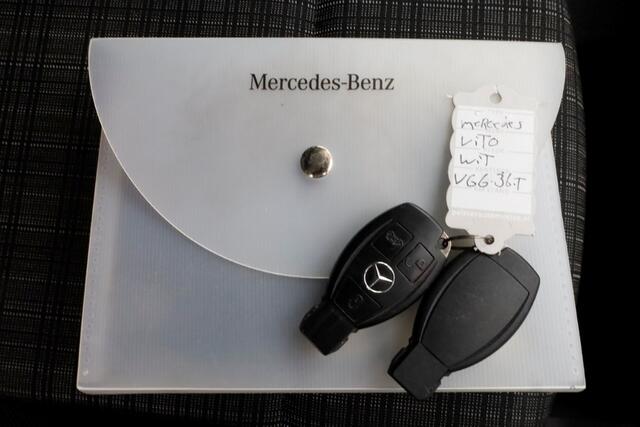 Mercedes-Benz
mercedes
ViTO
WiT
VGG-36-T